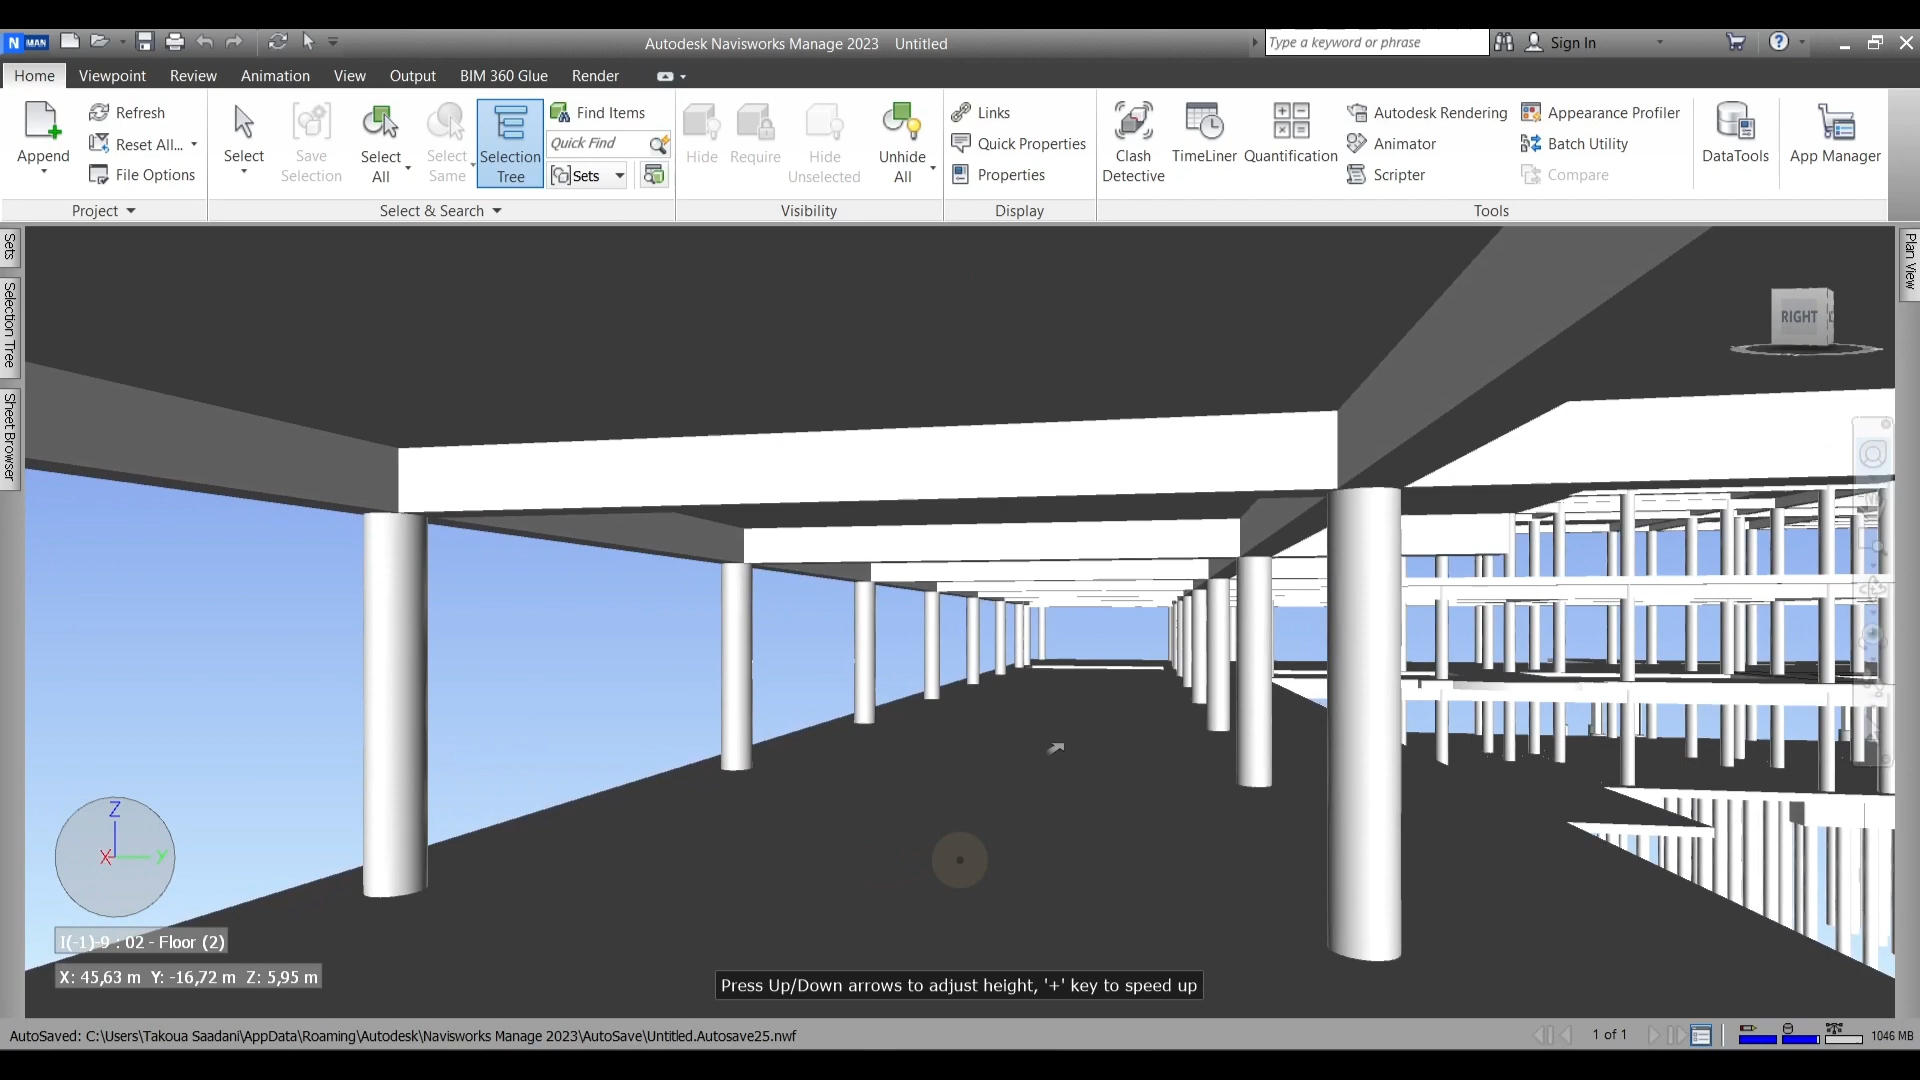 N MAN
Autodesk Navisworks Manage 2023 Untitled
Type a keyword or phrase
Sign In
Home Viewpoint Review Animation View Output BIM 360 Glue Render
Append
Refresh
Reset All...
File Options
Project
Select
Save Selection
Select All
Select Same
Selection Tree
Find Items
Quick Find
Sets
Select & Search
Hide
Require
Hide Unselected
Unhide All
Visibility
Links
Quick Properties
Properties
Display
Clash Detective
TimeLiner
Quantification
Autodesk Rendering
Animator
Scripter
Appearance Profiler
Batch Utility
Compare
DataTools
App Manager
Tools
Sets
Selection Tree
Sheet Browser
Plan View
RIGHT
Z
X
Y
I(-1)-9 : 02 - Floor (2)
X: 45,63 m Y: -16,72 m Z: 5,95 m
Press Up/Down arrows to adjust height, '+' key to speed up
AutoSaved: C:\Users\Takoua Saadani\AppData\Roaming\Autodesk\Navisworks Manage 2023\AutoSave\Untitled.Autosave25.nwf
1 of 1
1046 MB